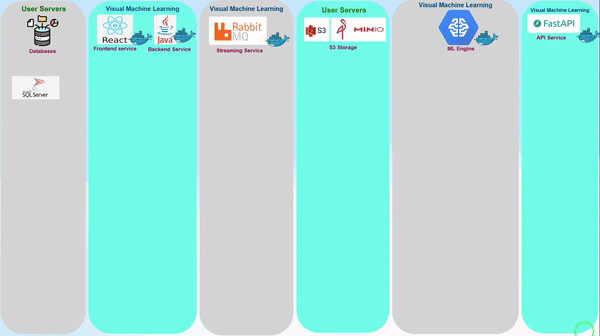 User Servers
Databases
SQL Server
Visual Machine Learning
React
Java
Frontend service
Backend Service
Visual Machine Learning
Rabbit
MQ
Streaming Service
User Servers
S3
MINIO
S3 Storage
Visual Machine Learning
ML Engine
Visual Machine Learning
FastAPI
API Service